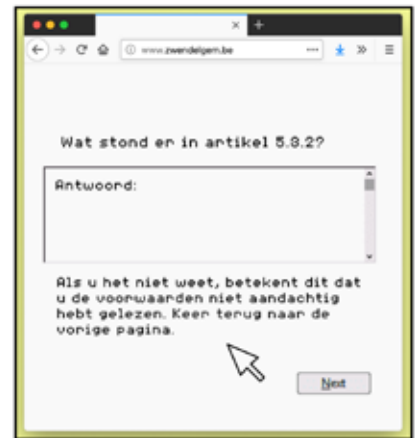 www.zwendelgem.be
Wat stond er in artikel 5.3.2?
Antwoord:
Als u het niet weet, betekent dit dat
u de voorwaarden niet aandachtig
hebt gelezen. Keer terug naar de
vorige pagina.
Next